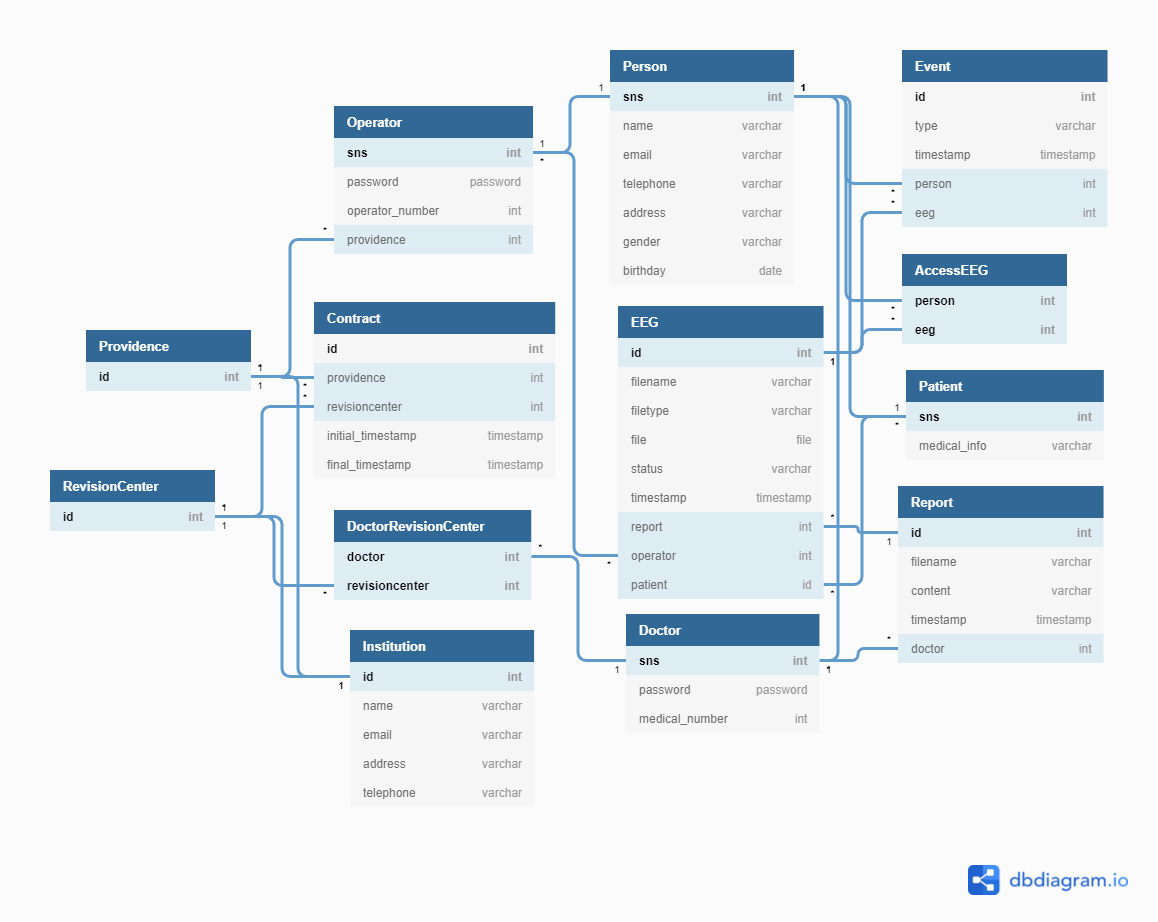 Person
sns int
name varchar
email varchar
telephone varchar
address varchar
gender varchar
birthday date
Event
id int
type varchar
timestamp timestamp
person int
eeg int
Operator
sns int
password password
operator_number int
providence int
AccessEEG
person int
eeg int
Contract
id int
providence int
revisioncenter int
initial_timestamp timestamp
final_timestamp timestamp
EEG
id int
filename varchar
filetype varchar
file file
status varchar
timestamp timestamp
report int
operator int
patient id
Providence
id int
Patient
sns int
medical_info varchar
RevisionCenter
id int
DoctorRevisionCenter
doctor int
revisioncenter int
Report
id int
filename varchar
content varchar
timestamp timestamp
doctor int
Institution
id int
name varchar
email varchar
address varchar
telephone varchar
Doctor
sns int
password password
medical_number int
1
1
1
*
*
*
*
*
*
1
1
*
*
1
1
1
*
1
1
*
*
*
1
*
1
*
*
1
1
1
dbdiagram.io